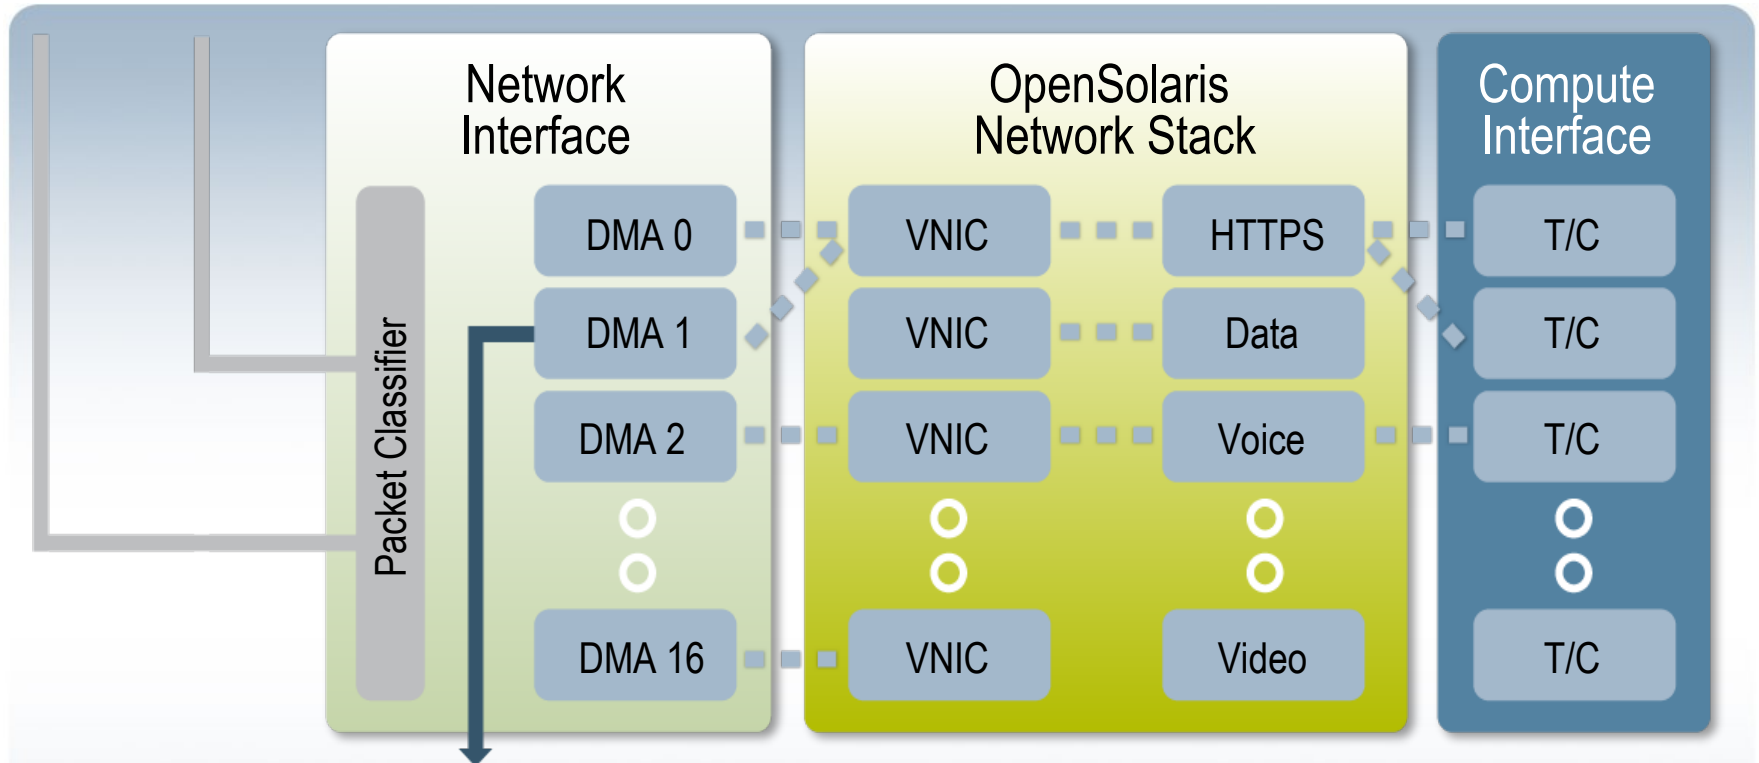 Network
Interface
OpenSolaris
Network Stack
Compute
Interface
Packet Classifier
DMA 0
VNIC
HTTPS
T/C
DMA 1
VNIC
Data
T/C
DMA 2
VNIC
Voice
T/C
DMA 16
VNIC
Video
T/C